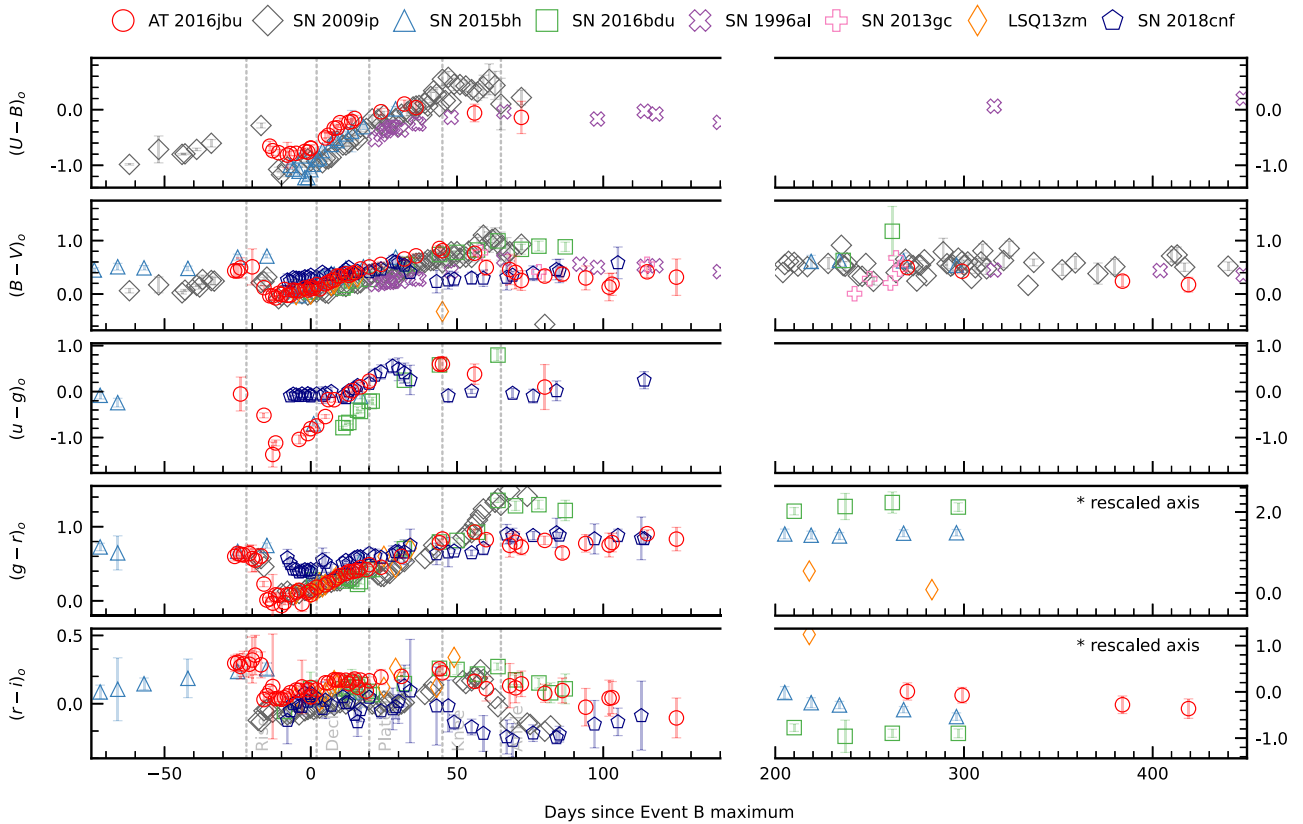 AT 2016jbu SN 2009ip SN 2015bh SN 2016bdu SN 1996al SN 2013gc LSQ13zm SN 2018cnf
(U − B)ₒ
0.0
-1.0
0.0
-1.0
(B − V)ₒ
1.0
0.0
1.0
0.0
(u − g)ₒ
1.0
0.0
-1.0
1.0
0.0
-1.0
(g − r)ₒ
1.0
0.0
* rescaled axis
2.0
0.0
(r − i)ₒ
0.5
0.0
* rescaled axis
1.0
0.0
-1.0
−50 0 50 100 200 300 400
Days since Event B maximum